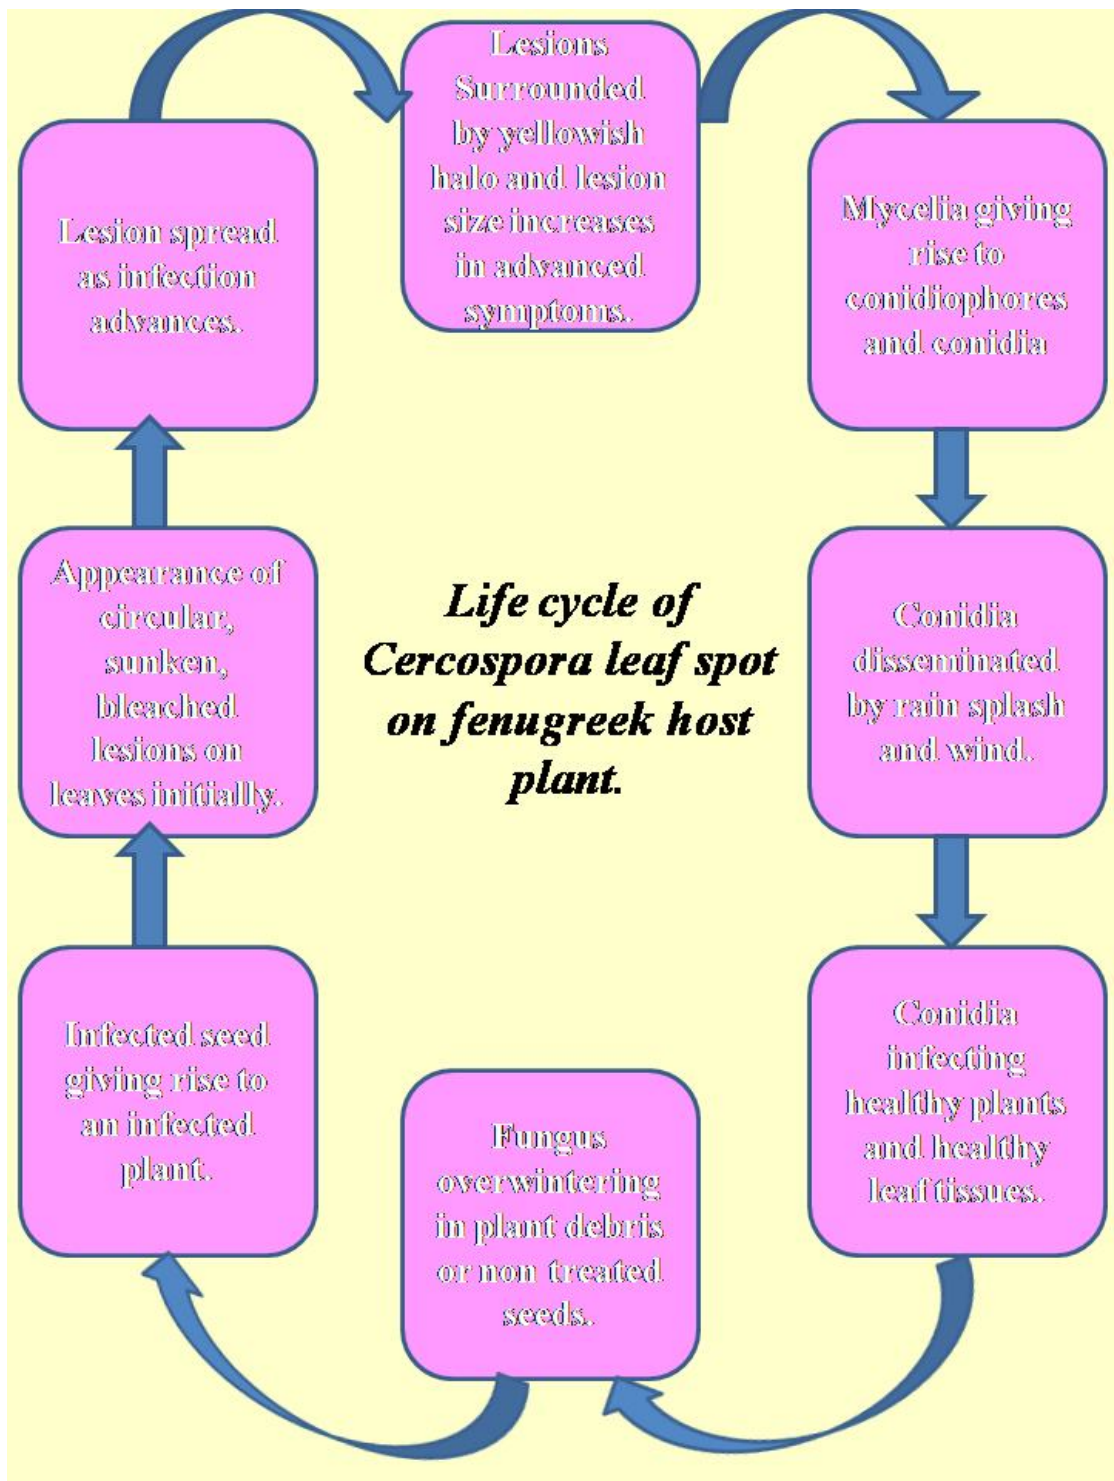 Lesions
Surrounded
by yellowish
halo and lesion
size increases
in advanced
symptoms.
Mycelia giving
rise to
conidiophores
and conidia
Conidia
disseminated
by rain splash
and wind.
Conidia
infecting
healthy plants
and healthy
leaf tissues.
Fungus
overwintering
in plant debris
or non treated
seeds.
Infected seed
giving rise to
an infected
plant.
Appearance of
circular,
sunken,
bleached
lesions on
leaves initially.
Lesion spread
as infection
advances.
Life cycle of
Cercospora leaf spot
on fenugreek host
plant.